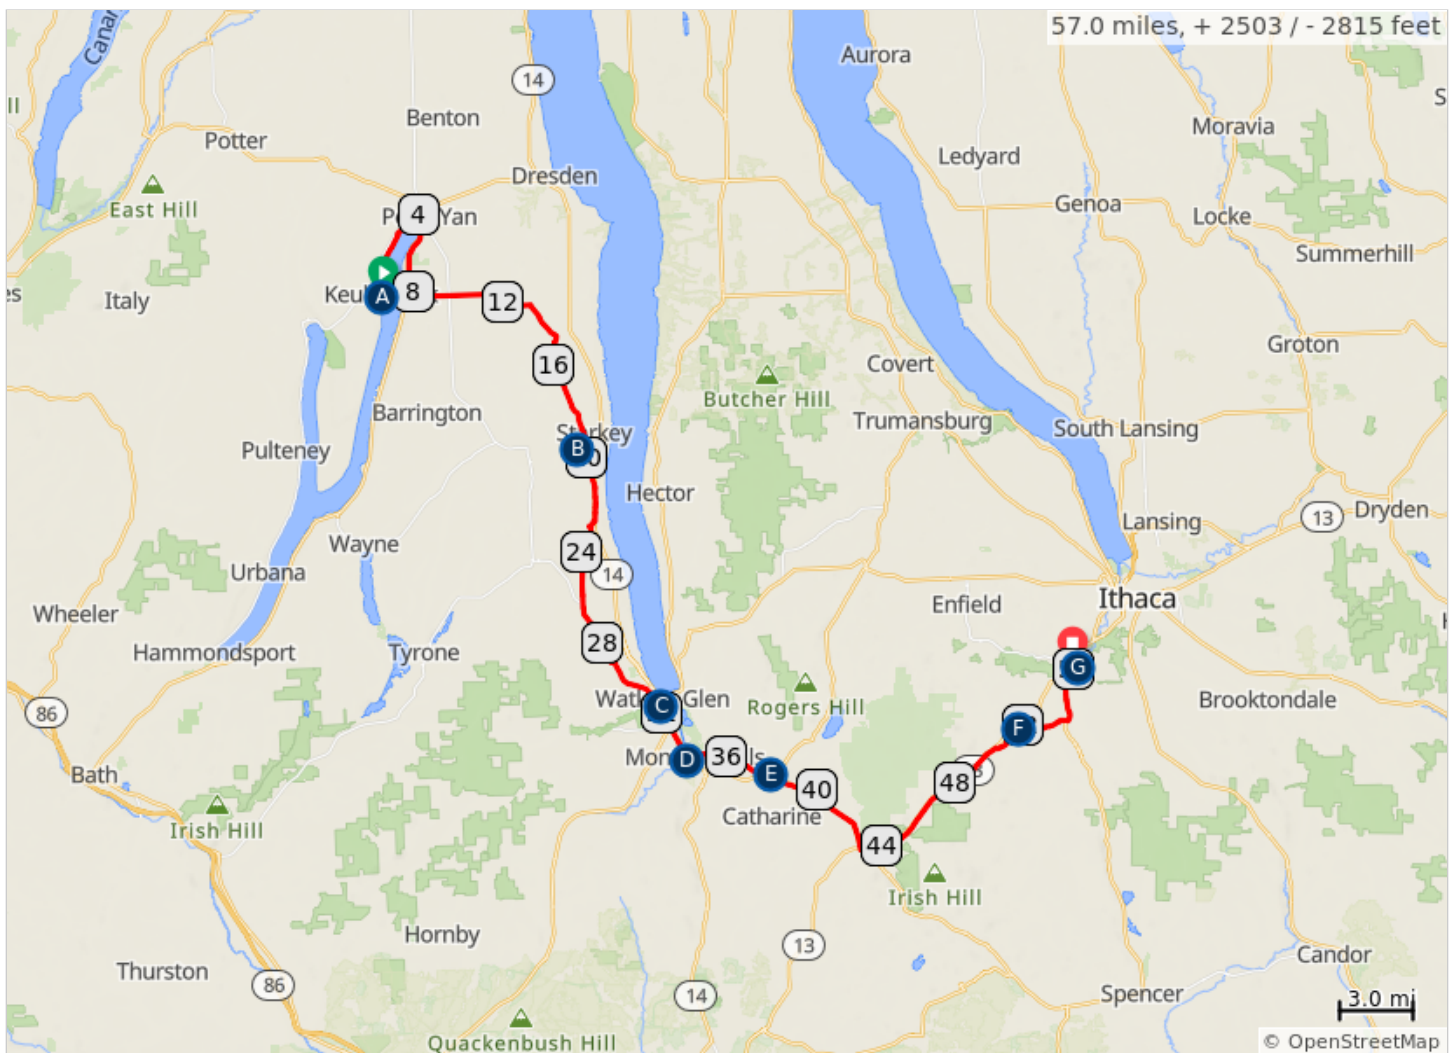 57.0 miles, + 2503 / - 2815 feet
Aurora
14
Benton
Potter
Moravia
Ledyard
Dresden
East Hill
4
Yan
Genoa
Locke
Summerhill
A
8
12
Italy
Groton
16
Covert
Butcher Hill
Barrington
Trumansburg
South Lansing
B
Pulteney
Hector
Dryden
13
Lansing
Wayne
24
14
Urbana
Ithaca
Enfield
Wheeler
28
Hammondsport
Tyrone
G
C
Glen
Rogers Hill
Brooktondale
86
F
D
36
E
Bath
48
40
Irish Hill
Catharine
44
Irish Hill
Hornby
13
Candor
Thurston
86
14
Spencer
3.0 mi
Quackenbush Hill
© OpenStreetMap